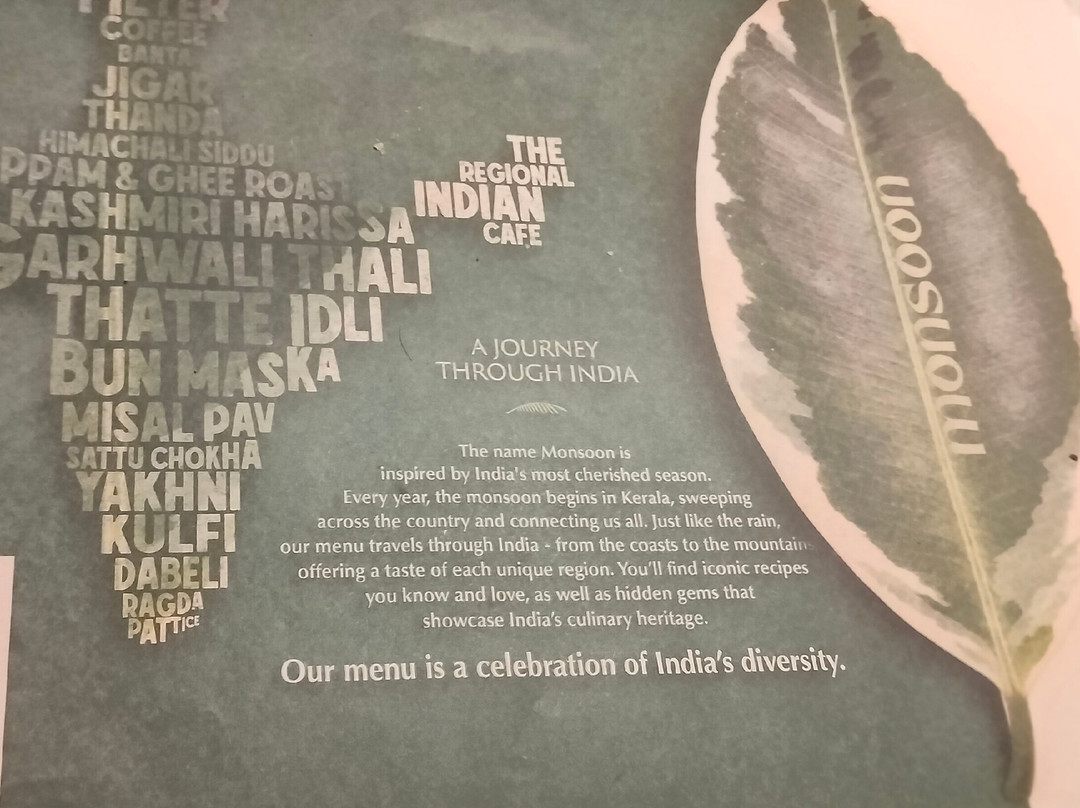 COFFEE
BANTA
JIGAR
THANDA
HIMACHALI SIDDU
& GHEE ROAST
KASHMIRI HARISSA
GARHWALI THALI
THATTE IDLI
BUN MASKA
MISAL PAV
SATTU CHOKHA
YAKHNI
KULFI
DABELI
RAGDA
PATTICE
THE
REGIONAL
INDIAN
CAFE
A JOURNEY
THROUGH INDIA
The name Monsoon is
inspired by India's most cherished season.
Every year, the monsoon begins in Kerala, sweeping
across the country and connecting us all. Just like the rain,
our menu travels through India - from the coasts to the mountains
offering a taste of each unique region. You'll find iconic recipes
you know and love, as well as hidden gems that
showcase India's culinary heritage.
Our menu is a celebration of India's diversity.
monsoon